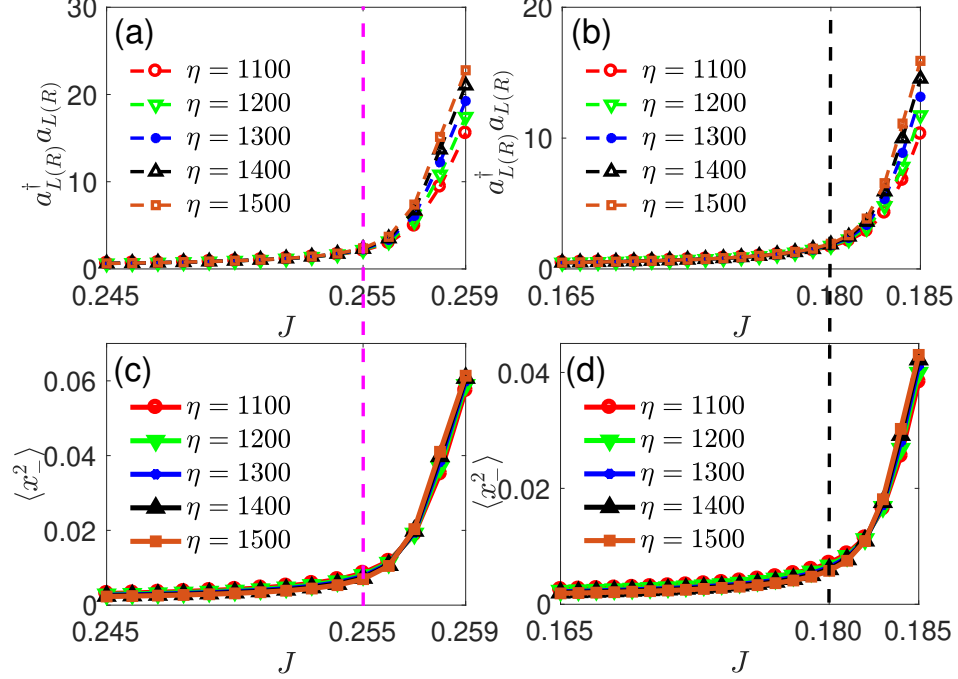 (a)
30
20
10
0
a†L(R) aL(R)
η = 1100
η = 1200
η = 1300
η = 1400
η = 1500
0.245
0.255
0.259
J
(b)
20
10
0
a†L(R) aL(R)
η = 1100
η = 1200
η = 1300
η = 1400
η = 1500
0.165
0.180
0.185
J
(c)
0.06
0.04
0.02
0
⟨x²₋⟩
η = 1100
η = 1200
η = 1300
η = 1400
η = 1500
0.245
0.255
0.259
J
(d)
0.04
0.02
0
⟨x²₋⟩
η = 1100
η = 1200
η = 1300
η = 1400
η = 1500
0.165
0.180
0.185
J